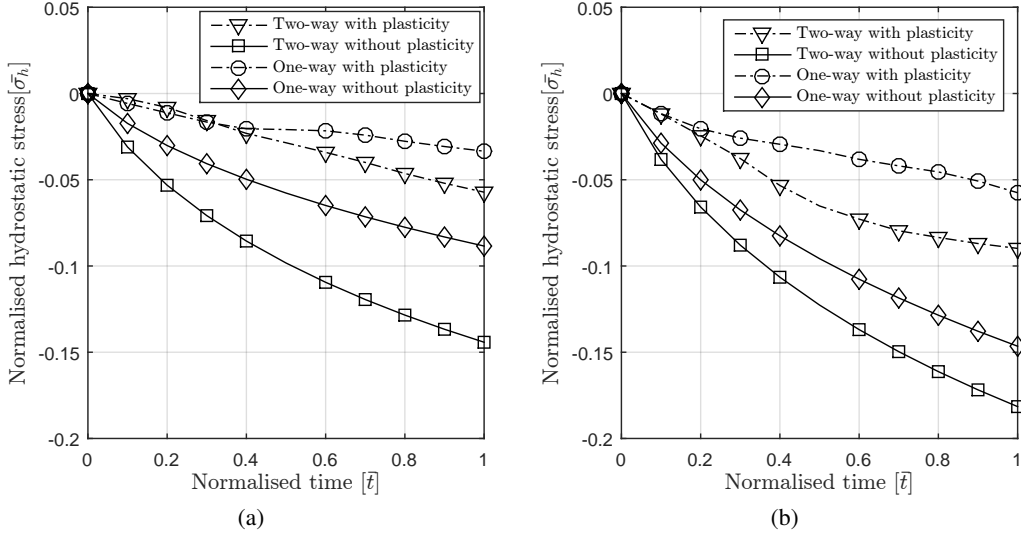 0.05
0
-0.05
-0.1
-0.15
-0.2
Normalised hydrostatic stress[σ̄_h]
Two-way with plasticity
Two-way without plasticity
One-way with plasticity
One-way without plasticity
0 0.2 0.4 0.6 0.8 1
Normalised time [t̄]
(a)
0.05
0
-0.05
-0.1
-0.15
-0.2
Normalised hydrostatic stress[σ̄_h]
Two-way with plasticity
Two-way without plasticity
One-way with plasticity
One-way without plasticity
0 0.2 0.4 0.6 0.8 1
Normalised time [t̄]
(b)